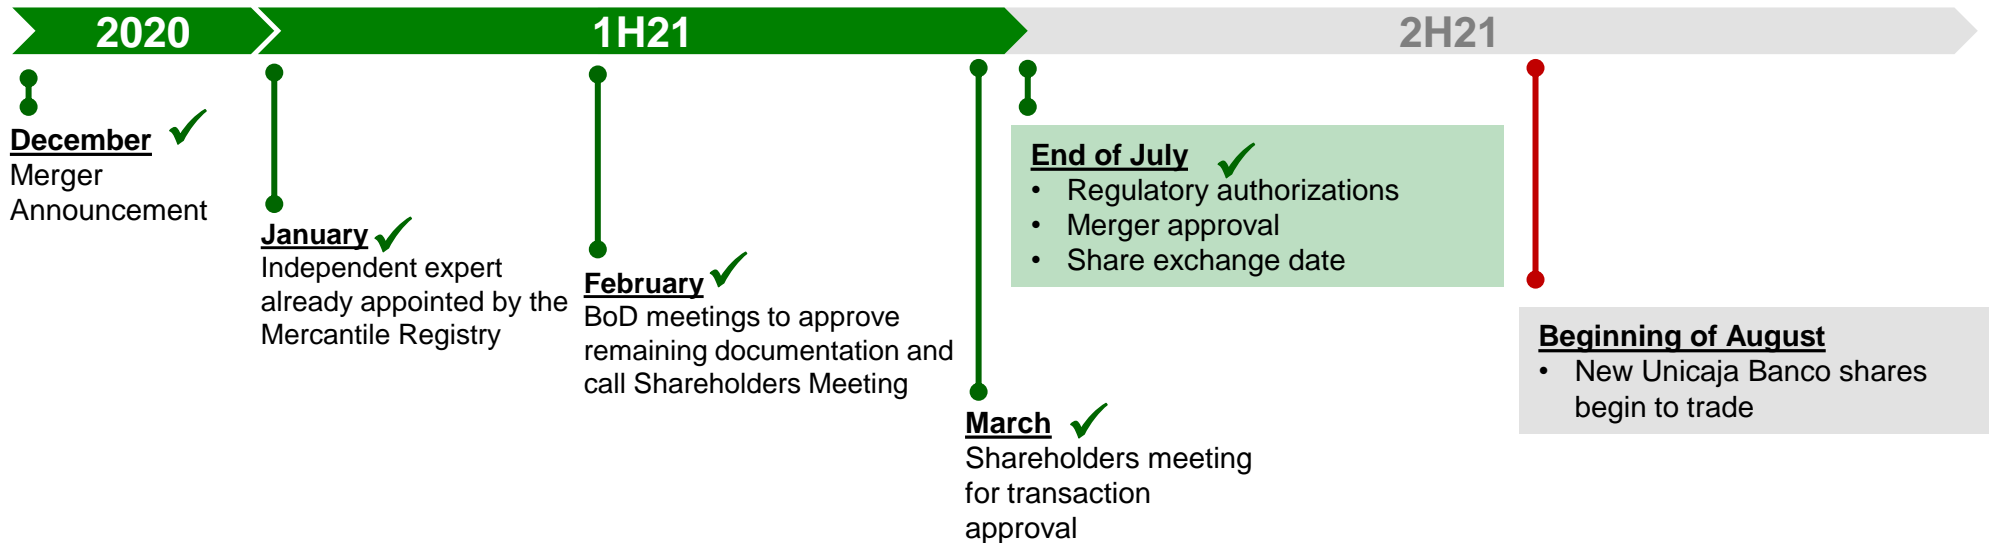 2020
1H21
2H21
December
Merger
Announcement
January
Independent expert
already appointed by the
Mercantile Registry
February
BoD meetings to approve
remaining documentation and
call Shareholders Meeting
March
Shareholders meeting
for transaction
approval
End of July
• Regulatory authorizations
• Merger approval
• Share exchange date
Beginning of August
• New Unicaja Banco shares
begin to trade